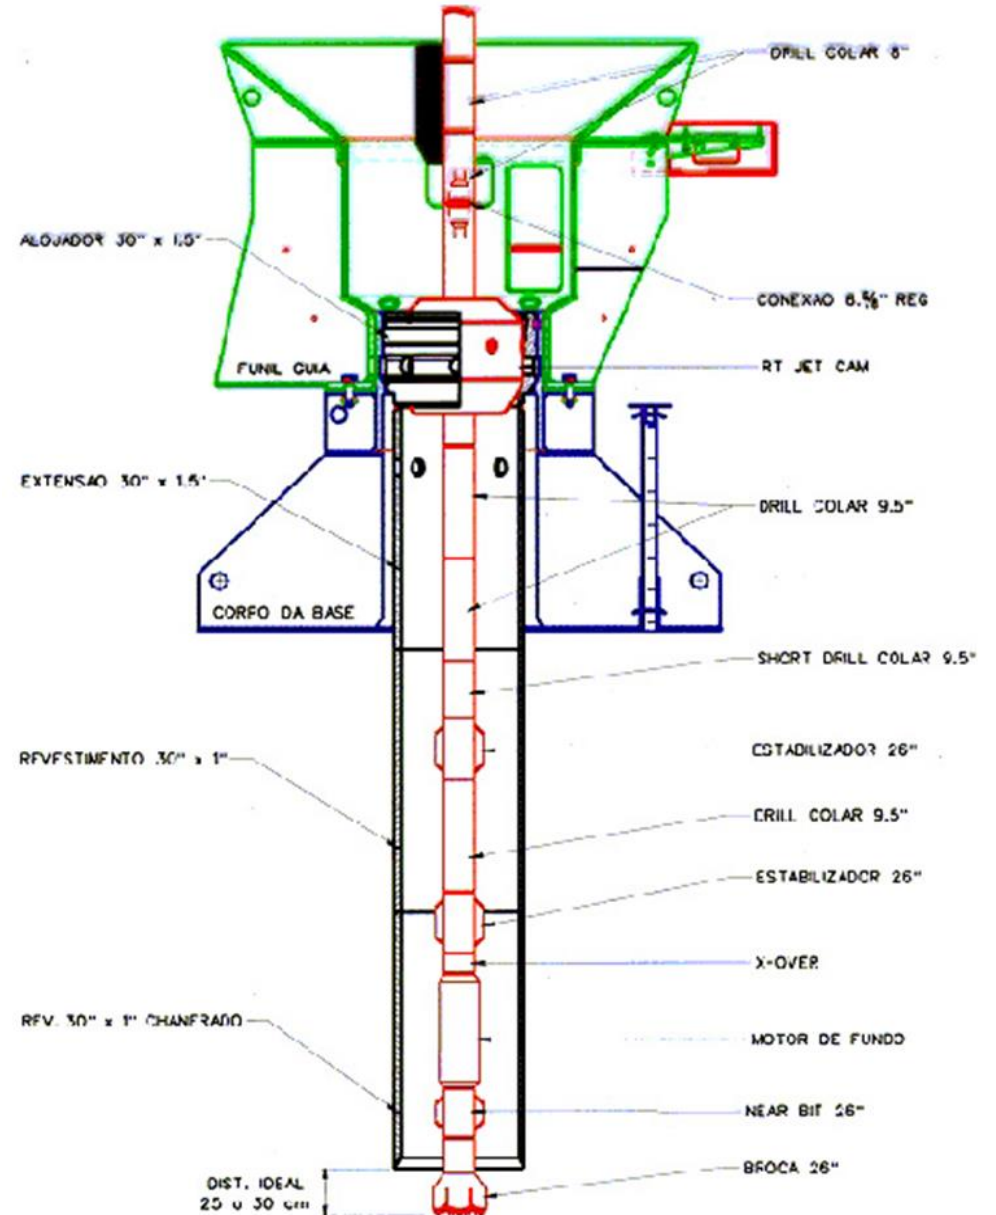 DRILL COLAR 8"
ALOJADOR 30" x 1.5"
CONEXAO 6.5/8" REG
FUNIL GUIA
RT JET CAM
EXTENSAO 30" x 1.5"
DRILL COLAR 9.5"
CORPO DA BASE
SHORT DRILL COLAR 9.5"
REVESTIMENTO 30" x 1"
ESTABILIZADOR 26"
DRILL COLAR 9.5"
ESTABILIZADOR 26"
X-OVER
REV. 30" x 1" CHANFRADO
MOTOR DE FUNDO
NEAR BIT 26"
BROCA 26"
DIST. IDEAL
25 a 30 cm